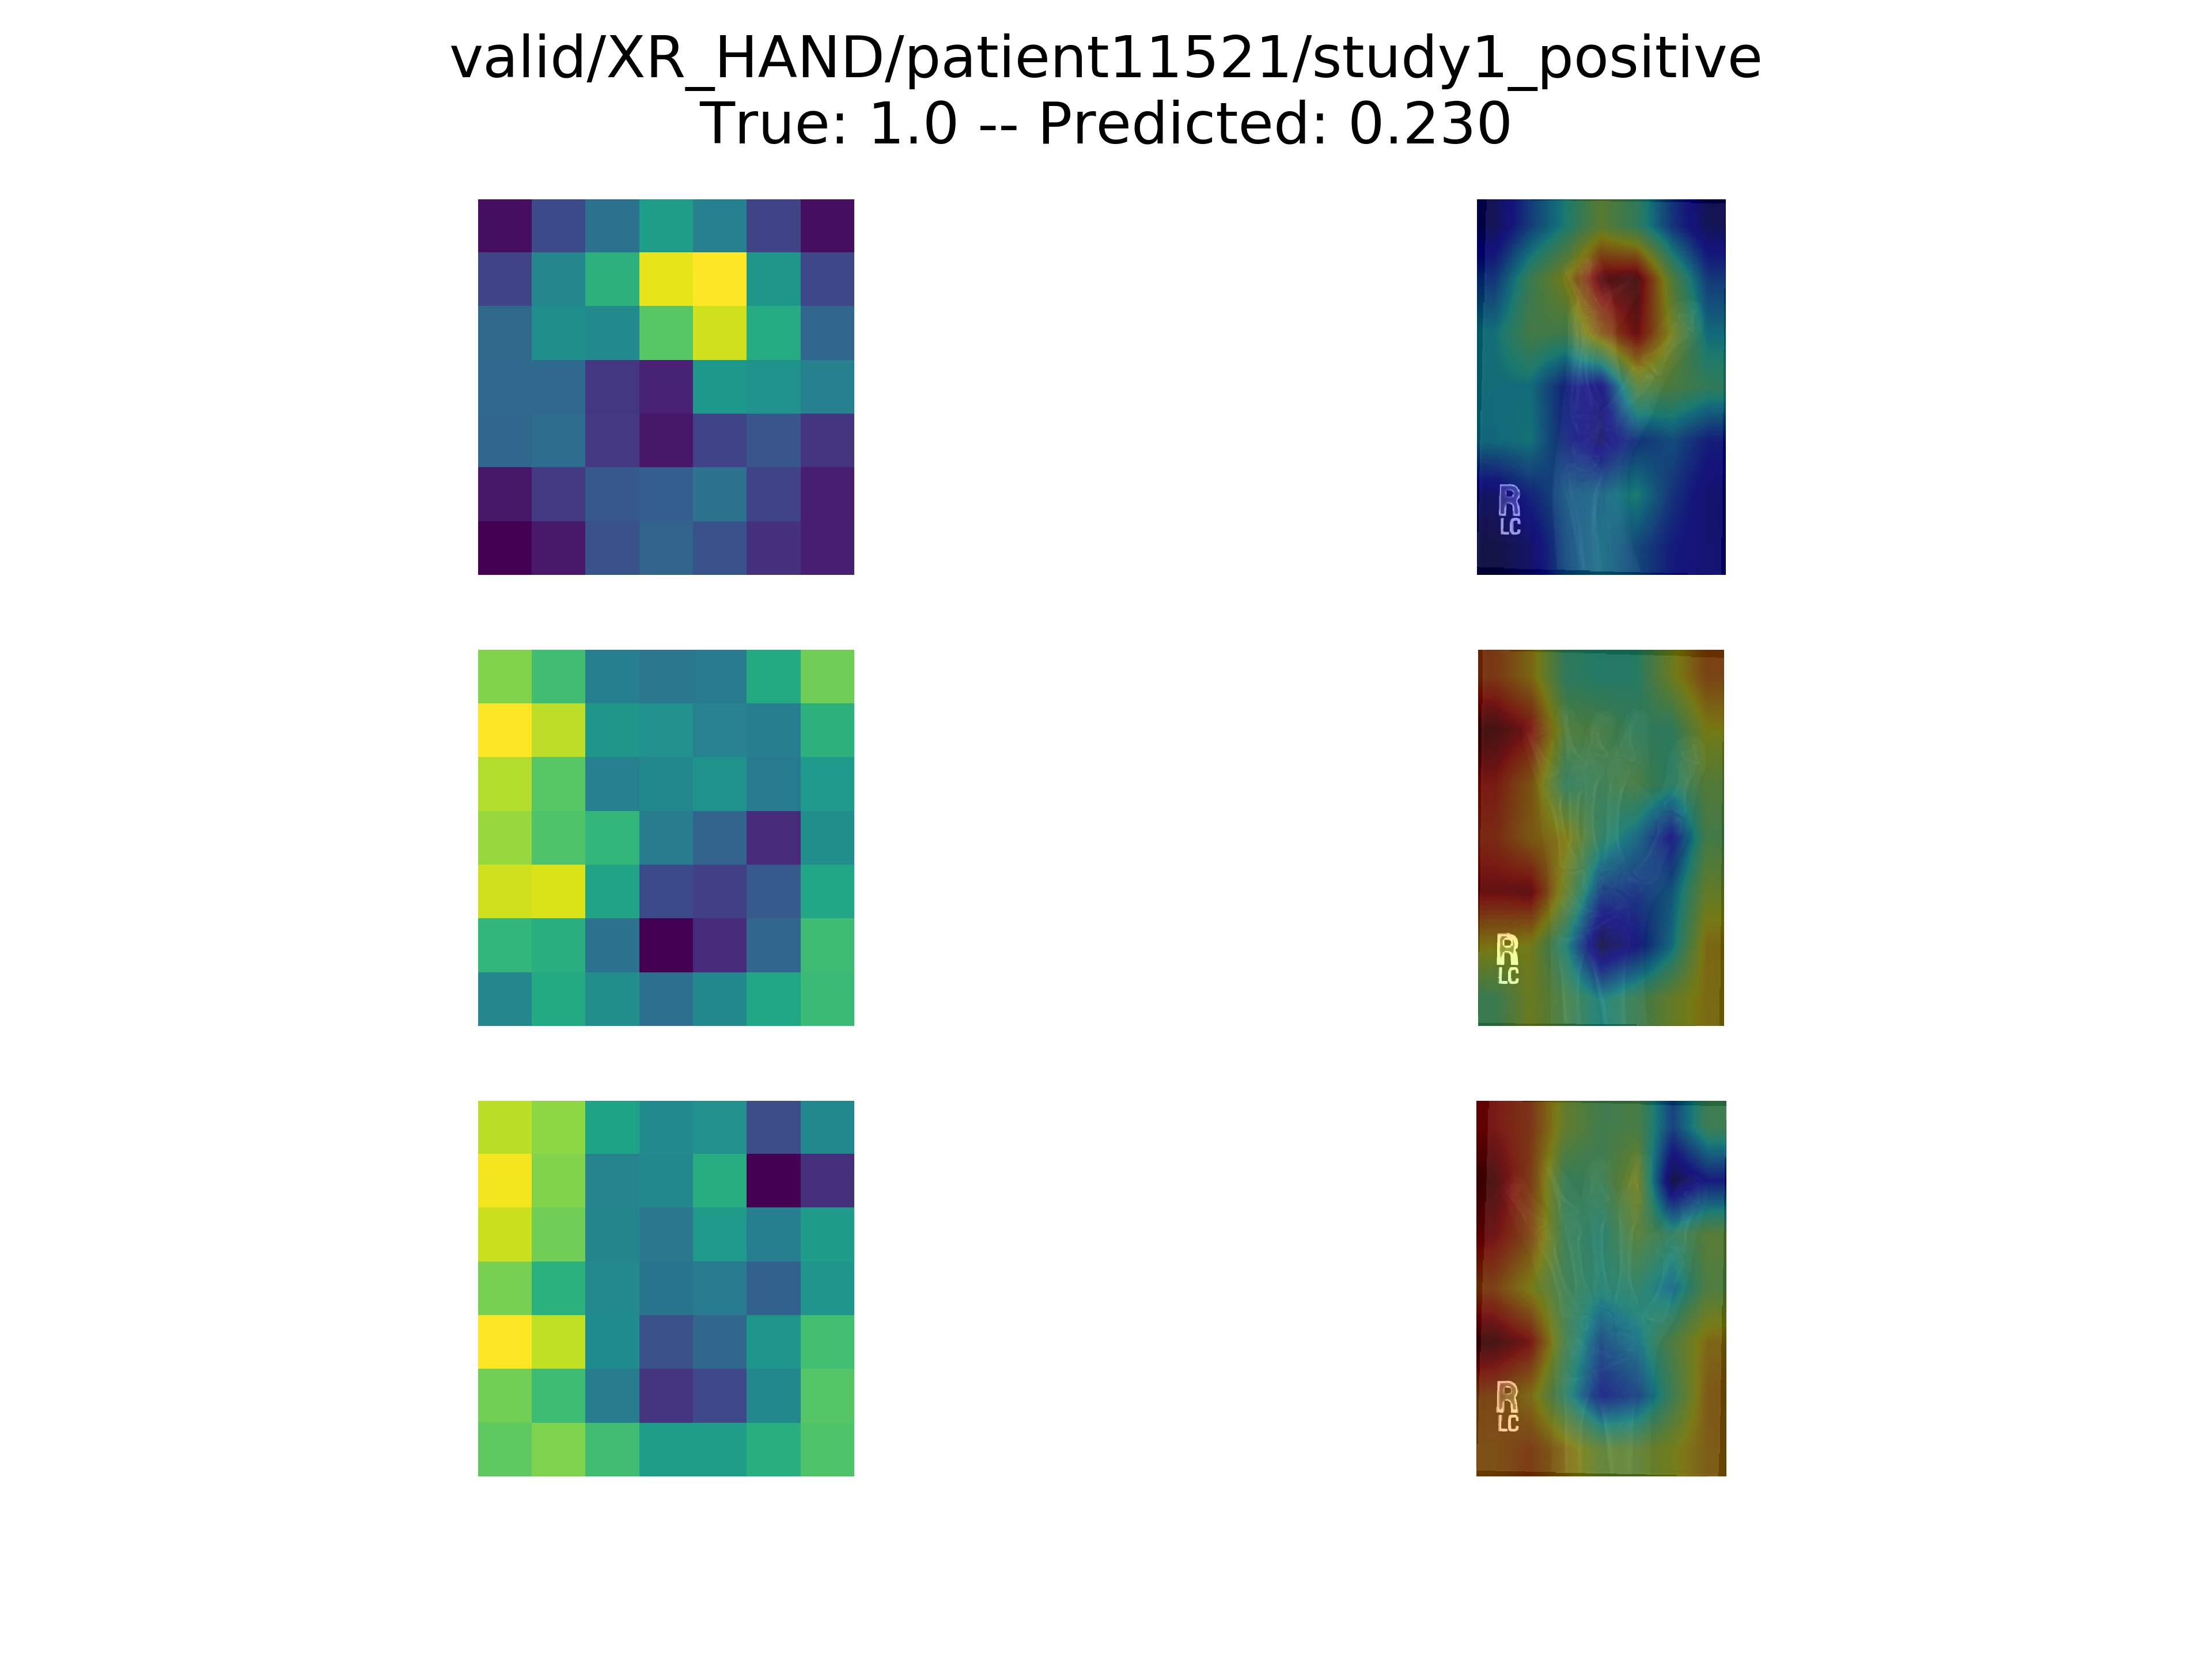 valid/XR_HAND/patient11521/study1_positive
True: 1.0 -- Predicted: 0.230
R
LC
R
LC
R
LC